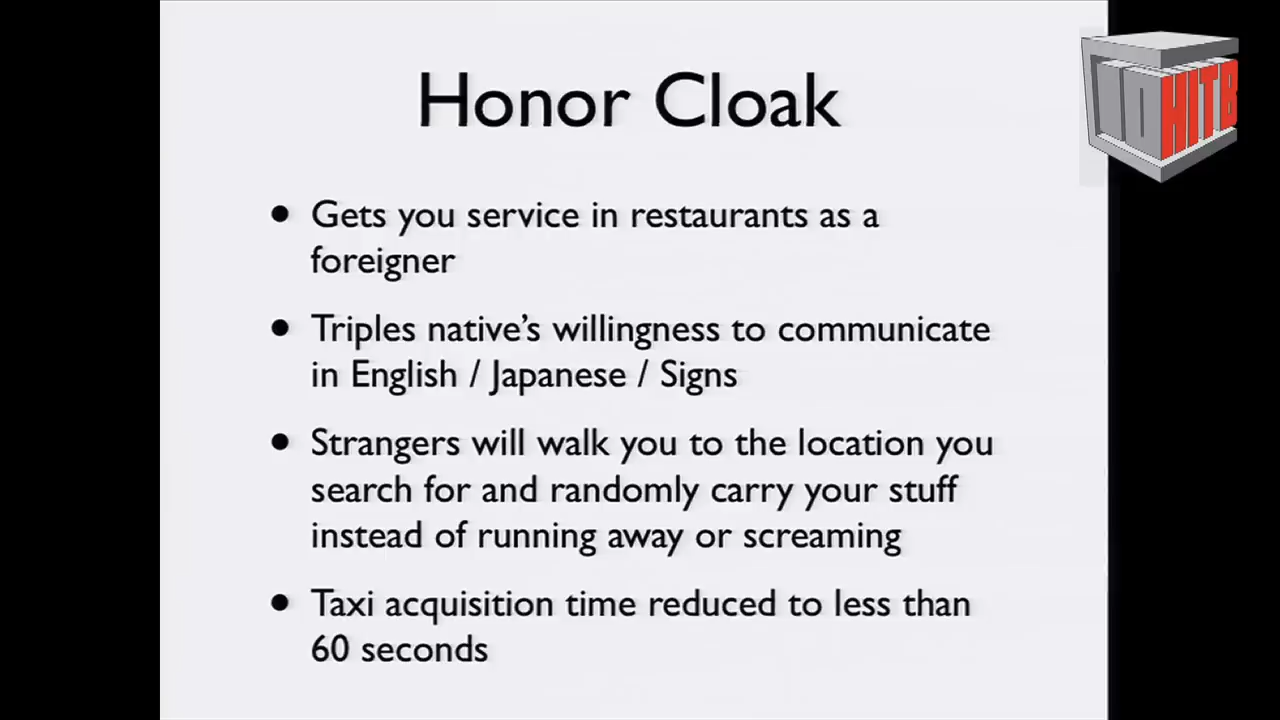 Honor Cloak
• Gets you service in restaurants as a
foreigner
• Triples native’s willingness to communicate
in English / Japanese / Signs
• Strangers will walk you to the location you
search for and randomly carry your stuff
instead of running away or screaming
• Taxi acquisition time reduced to less than
60 seconds
HITB